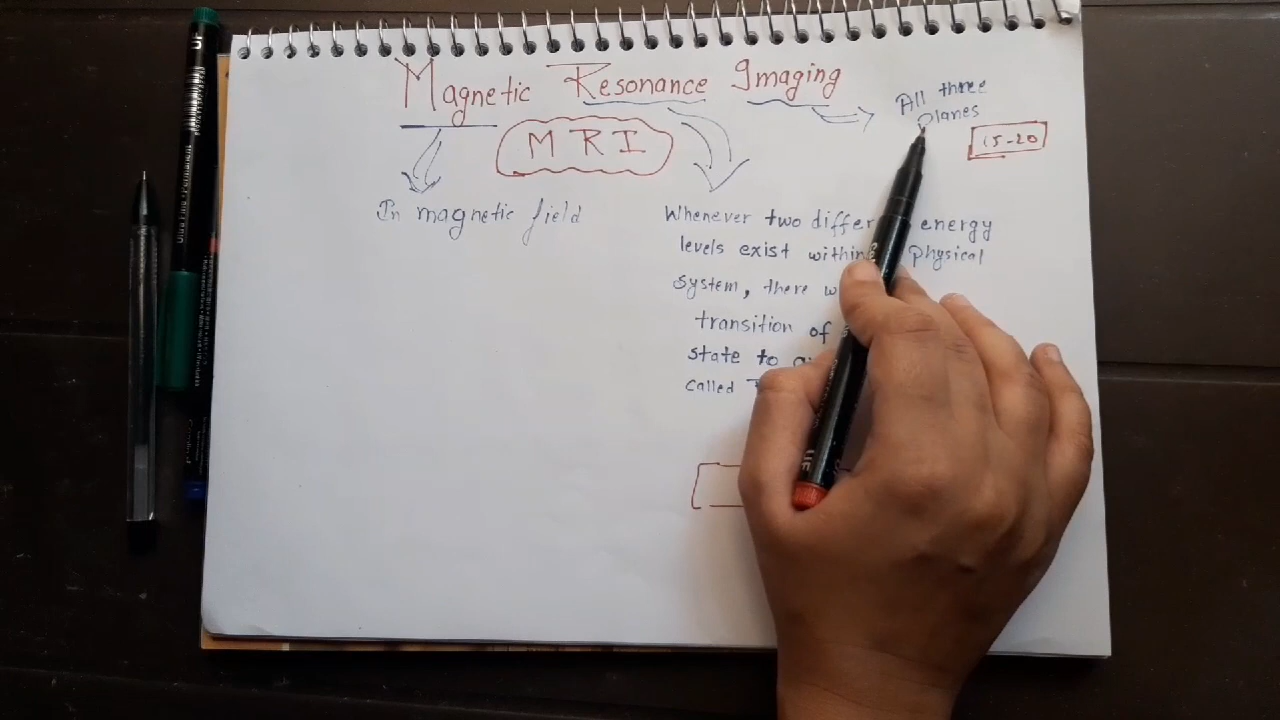 Magnetic Resonance Imaging
MRI
All three
planes
15-20
In magnetic field
Whenever two differ energy
levels exist within physical
system, there
transition of
state to
called